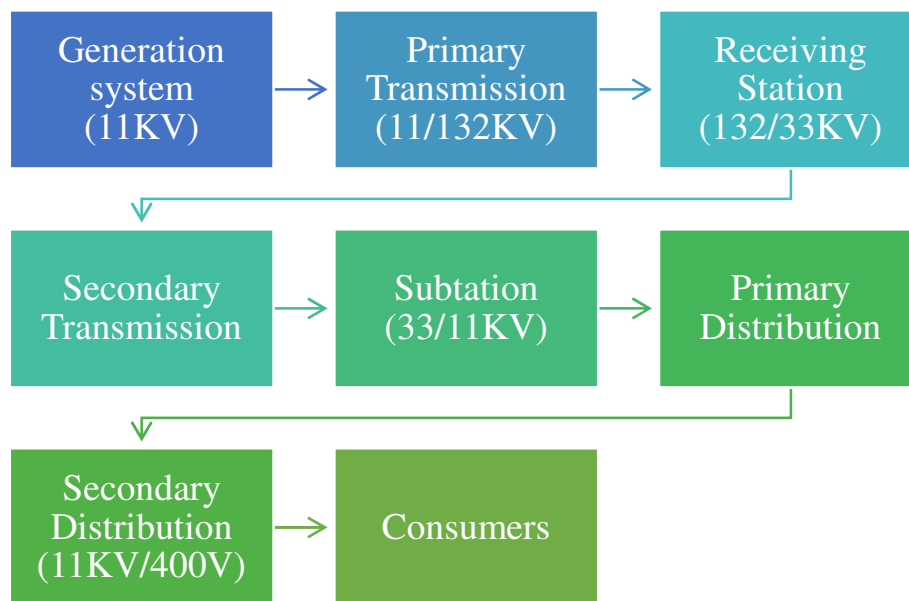 Generation
system
(11KV)
Primary
Transmission
(11/132KV)
Receiving
Station
(132/33KV)
Secondary
Transmission
Subtation
(33/11KV)
Primary
Distribution
Secondary
Distribution
(11KV/400V)
Consumers